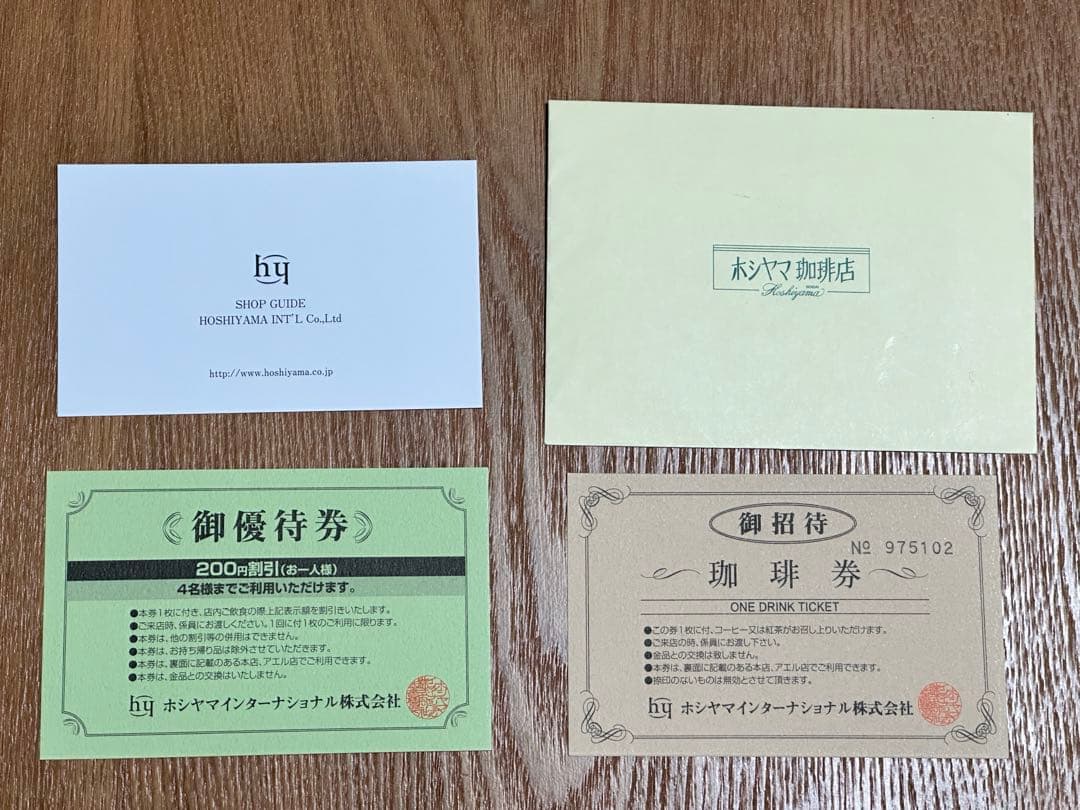 hy
SHOP GUIDE
HOSHIYAMA INT'L Co.,Ltd
http://www.hoshiyama.co.jp
ホシヤマ珈琲店
Hoshiyama
御優待券
200円割引(お一人様)
4名様までご利用いただけます。
●本券1枚に付き、店内ご飲食の際上記表示額を割引きいたします。
●ご来店時、係員にお渡しください。1回に付1枚のご利用に限ります。
●本券は、他の割引等の併用はできません。
●本券は、お持ち帰り品は除外させていただきます。
●本券は、裏面に記載のある本店、アエル店でご利用できます。
●本券は、金品との交換はいたしません。
hy ホシヤマインターナショナル株式会社
御招待
№ 975102
珈琲券
ONE DRINK TICKET
●この券1枚に付、コーヒー又は紅茶がお召し上りいただけます。
●ご来店の時、係員にお渡し下さい。
●金品との交換は致しません。
●本券は、裏面に記載のある本店、アエル店でご利用できます。
●捺印のないものは無効とさせて頂きます。
hy ホシヤマインターナショナル株式会社